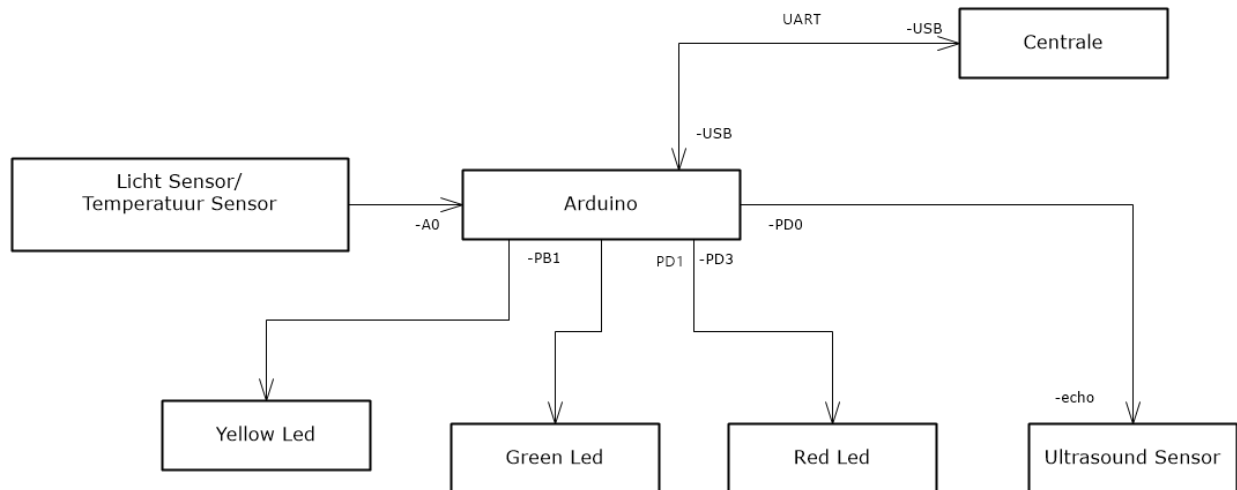 UART
-USB
Centrale
-USB
Licht Sensor/
Temperatuur Sensor
Arduino
-A0
-PD0
-PB1
PD1
-PD3
-echo
Yellow Led
Green Led
Red Led
Ultrasound Sensor